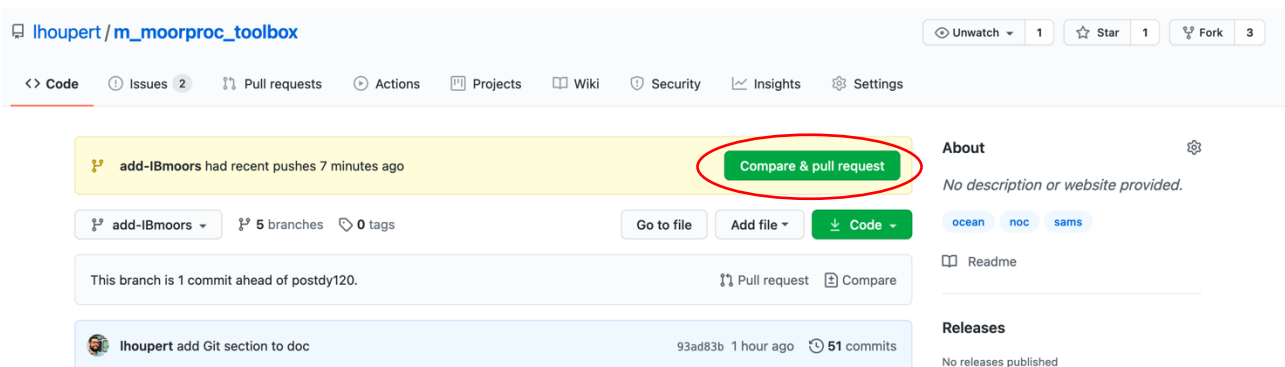 lhoupert / m_moorproc_toolbox
Unwatch 1 Star 1 Fork 3
<> Code Issues 2 Pull requests Actions Projects Wiki Security Insights Settings
add-IBmoors had recent pushes 7 minutes ago Compare & pull request
add-IBmoors 5 branches 0 tags Go to file Add file Code
This branch is 1 commit ahead of postdy120. Pull request Compare
lhoupert add Git section to doc 93ad83b 1 hour ago 51 commits
About
No description or website provided.
ocean noc sams
Readme
Releases
No releases published